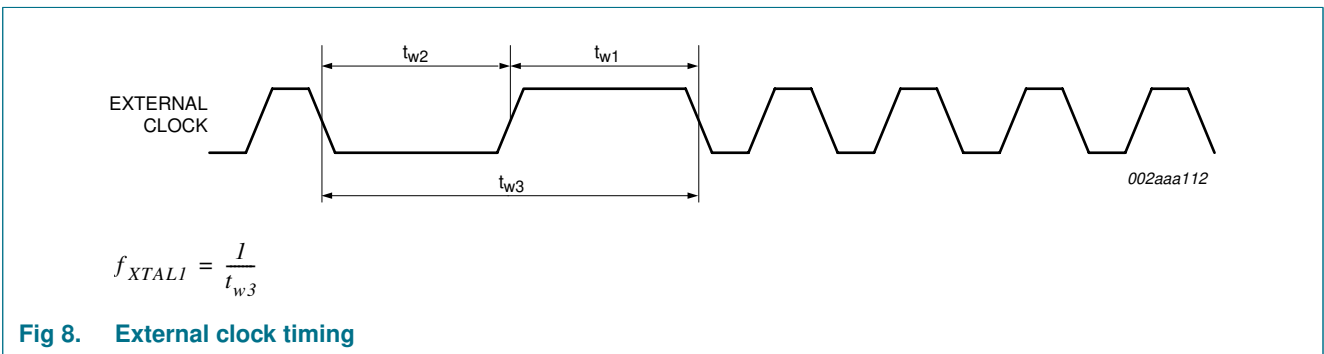 tw2
tw1
EXTERNAL
CLOCK
tw3
002aaa112
fXTAL1 = 1/tw3
Fig 8. External clock timing